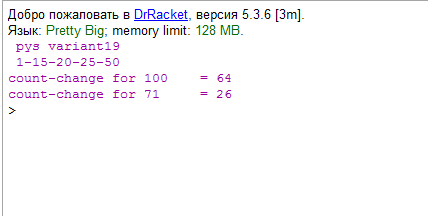 Добро пожаловать в DrRacket, версия 5.3.6 [3m].
Язык: Pretty Big; memory limit: 128 MB.
 pys variant19
 1-15-20-25-50
count-change for 100    = 64
count-change for 71     = 26
>